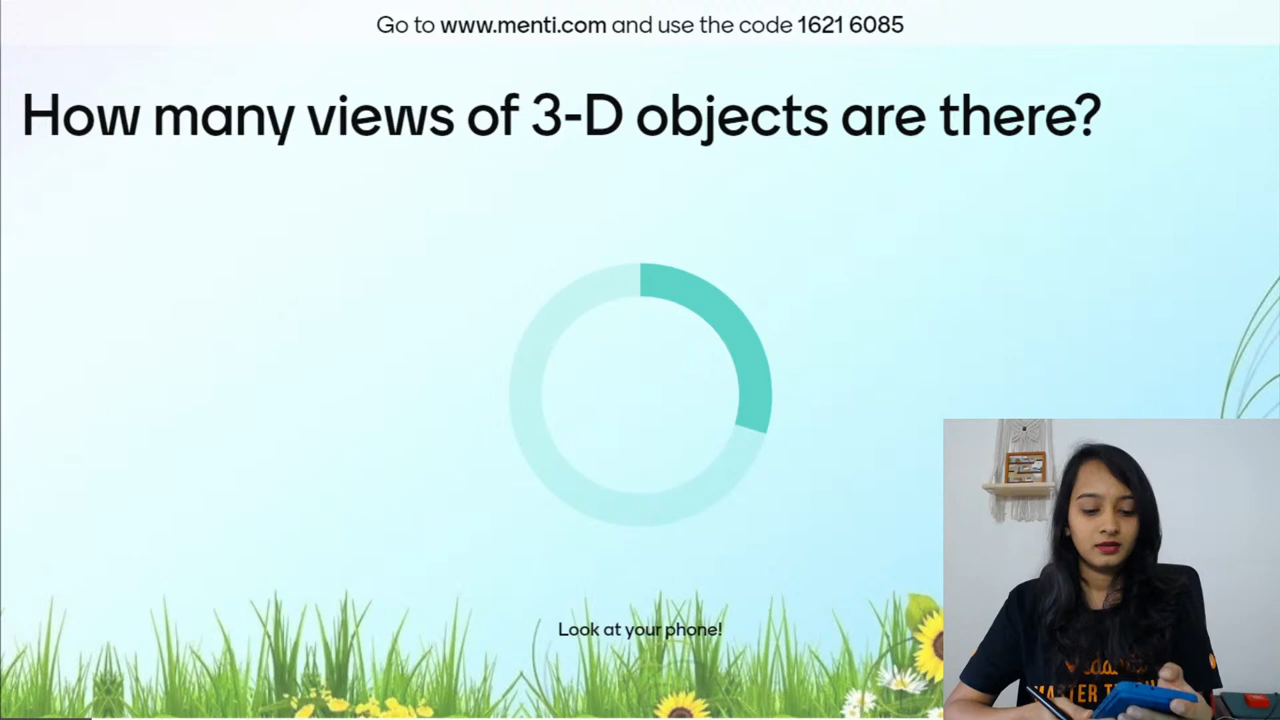 Go to www.menti.com and use the code 1621 6085
How many views of 3-D objects are there?
Look at your phone!